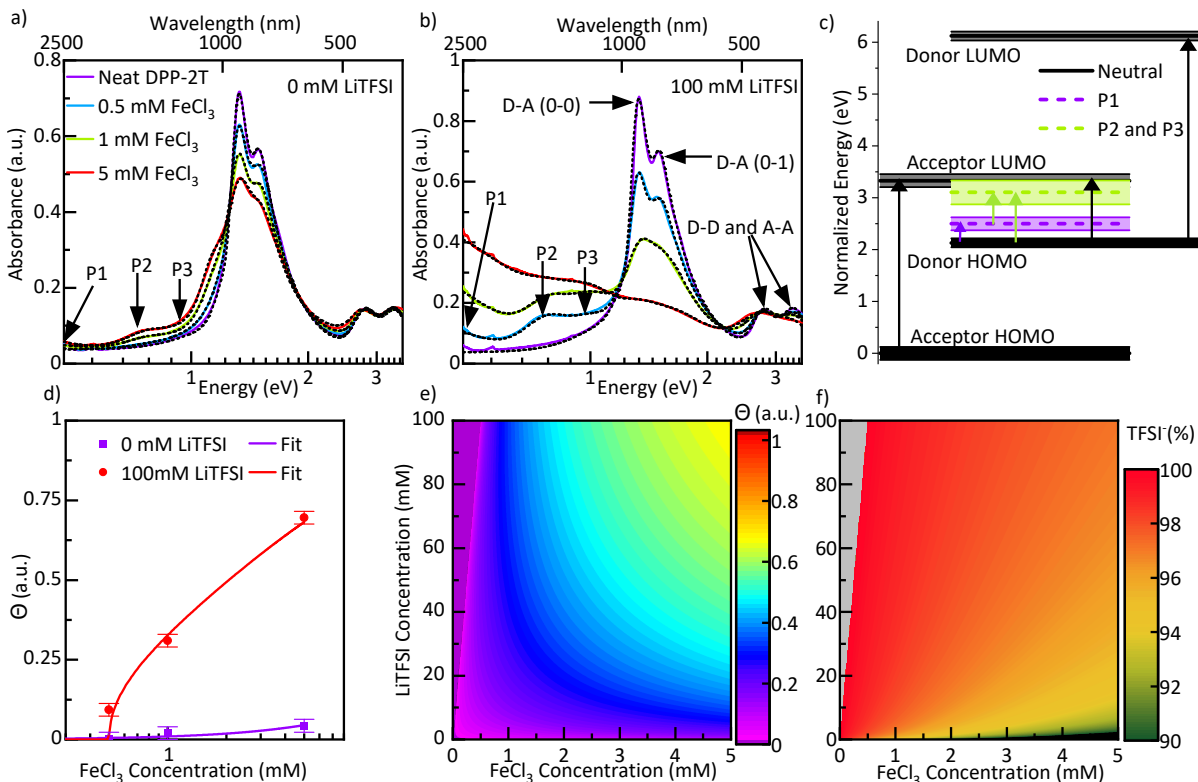 a)
Wavelength (nm)
2500
1000
500
0.8
0.6
0.4
0.2
0
Absorbance (a.u.)
Neat DPP-2T
0.5 mM FeCl₃
1 mM FeCl₃
5 mM FeCl₃
0 mM LiTFSI
P1
P2
P3
1
2
3
Energy (eV)
b)
Wavelength (nm)
2500
1000
500
1
0.8
0.6
0.4
0.2
0
Absorbance (a.u.)
100 mM LiTFSI
D-A (0-0)
D-A (0-1)
D-D and A-A
P1
P2
P3
1
2
3
Energy (eV)
c)
6
5
4
3
2
1
0
Normalized Energy (eV)
Donor LUMO
Neutral
P1
P2 and P3
Acceptor LUMO
Donor HOMO
Acceptor HOMO
d)
1
0.75
0.5
0.25
0
Θ (a.u.)
0 mM LiTFSI
Fit
100mM LiTFSI
Fit
1
FeCl₃ Concentration (mM)
e)
100
80
60
40
20
0
LiTFSI Concentration (mM)
0
1
2
3
4
5
FeCl₃ Concentration (mM)
Θ (a.u.)
1
0.8
0.6
0.4
0.2
0
f)
100
80
60
40
20
0
0
1
2
3
4
5
FeCl₃ Concentration (mM)
TFSI⁻(%)
100
98
96
94
92
90